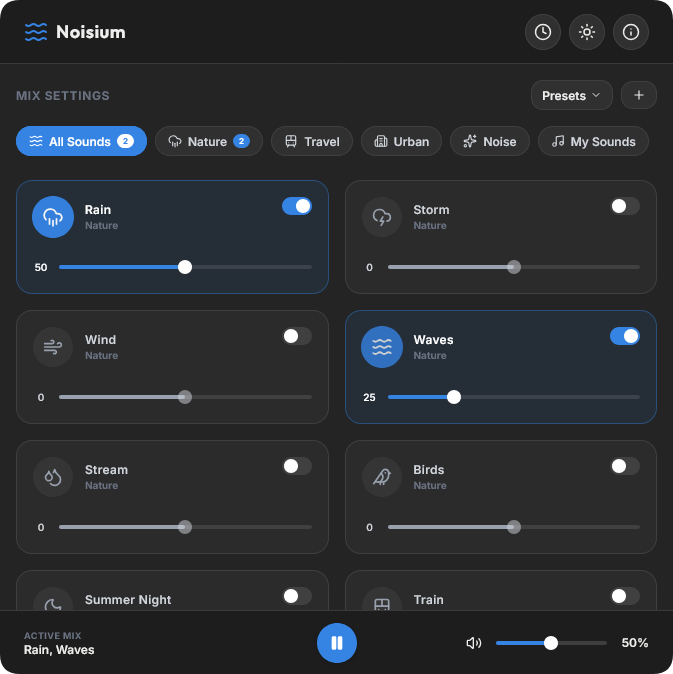 Noisium
MIX SETTINGS
Presets
All Sounds 2
Nature 2
Travel
Urban
Noise
My Sounds
Rain
Nature
50
Storm
Nature
0
Wind
Nature
0
Waves
Nature
25
Stream
Nature
0
Birds
Nature
0
Summer Night
Train
ACTIVE MIX
Rain, Waves
50%